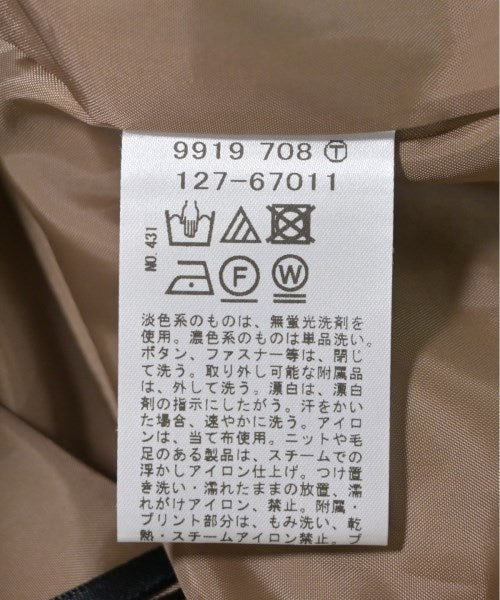 9919 708 Ⓣ
127-67011
NO. 431
F W
淡色系のものは、無蛍光洗剤を
使用。濃色系のものは単品洗い。
ボタン、ファスナー等は、閉じ
て洗う。取り外し可能な附属品
は、外して洗う。漂白は、漂白
剤の指示にしたがう。汗をかい
た場合、速やかに洗う。アイロ
ンは、当て布使用。ニットや毛
足のある製品は、スチームでの
浮かしアイロン仕上げ。つけ置
き洗い・濡れたままの放置、濡
れがけアイロン、禁止。附属・
プリント部分は、もみ洗い、乾
熱・スチームアイロン禁止。プ